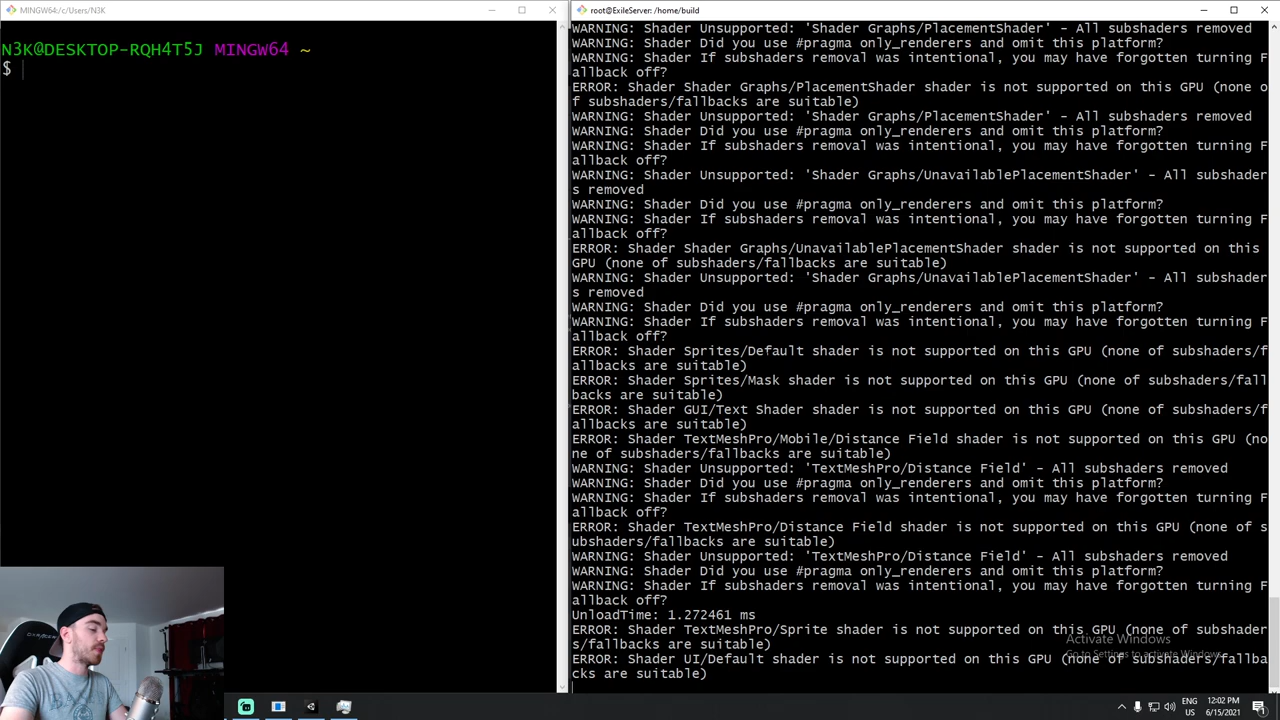 MINGW64:/c/Users/N3K
N3K@DESKTOP-RQH4T5J MINGW64 ~
$
root@ExileServer: /home/build
WARNING: Shader Unsupported: 'Shader Graphs/PlacementShader' - All subshaders removed
WARNING: Shader Did you use #pragma only_renderers and omit this platform?
WARNING: Shader If subshaders removal was intentional, you may have forgotten turning F
allback off?
ERROR: Shader Shader Graphs/PlacementShader shader is not supported on this GPU (none o
f subshaders/fallbacks are suitable)
WARNING: Shader Unsupported: 'Shader Graphs/PlacementShader' - All subshaders removed
WARNING: Shader Did you use #pragma only_renderers and omit this platform?
WARNING: Shader If subshaders removal was intentional, you may have forgotten turning F
allback off?
WARNING: Shader Unsupported: 'Shader Graphs/UnavailablePlacementShader' - All subshader
s removed
WARNING: Shader Did you use #pragma only_renderers and omit this platform?
WARNING: Shader If subshaders removal was intentional, you may have forgotten turning F
allback off?
ERROR: Shader Shader Graphs/UnavailablePlacementShader shader is not supported on this
GPU (none of subshaders/fallbacks are suitable)
WARNING: Shader Unsupported: 'Shader Graphs/UnavailablePlacementShader' - All subshader
s removed
WARNING: Shader Did you use #pragma only_renderers and omit this platform?
WARNING: Shader If subshaders removal was intentional, you may have forgotten turning F
allback off?
ERROR: Shader Sprites/Default shader is not supported on this GPU (none of subshaders/f
allbacks are suitable)
ERROR: Shader Sprites/Mask shader is not supported on this GPU (none of subshaders/fall
backs are suitable)
ERROR: Shader GUI/Text Shader shader is not supported on this GPU (none of subshaders/f
allbacks are suitable)
ERROR: Shader TextMeshPro/Mobile/Distance Field shader is not supported on this GPU (no
ne of subshaders/fallbacks are suitable)
WARNING: Shader Unsupported: 'TextMeshPro/Distance Field' - All subshaders removed
WARNING: Shader Did you use #pragma only_renderers and omit this platform?
WARNING: Shader If subshaders removal was intentional, you may have forgotten turning F
allback off?
ERROR: Shader TextMeshPro/Distance Field shader is not supported on this GPU (none of s
ubshaders/fallbacks are suitable)
WARNING: Shader Unsupported: 'TextMeshPro/Distance Field' - All subshaders removed
WARNING: Shader Did you use #pragma only_renderers and omit this platform?
WARNING: Shader If subshaders removal was intentional, you may have forgotten turning F
allback off?
UnloadTime: 1.272461 ms
ERROR: Shader TextMeshPro/Sprite shader is not supported on this GPU (none of subshader
s/fallbacks are suitable)
ERROR: Shader UI/Default shader is not supported on this GPU (none of subshaders/fallba
cks are suitable)
Activate Windows
Go to Settings to activate Windows.
ENG
US
12:02 PM
6/15/2021